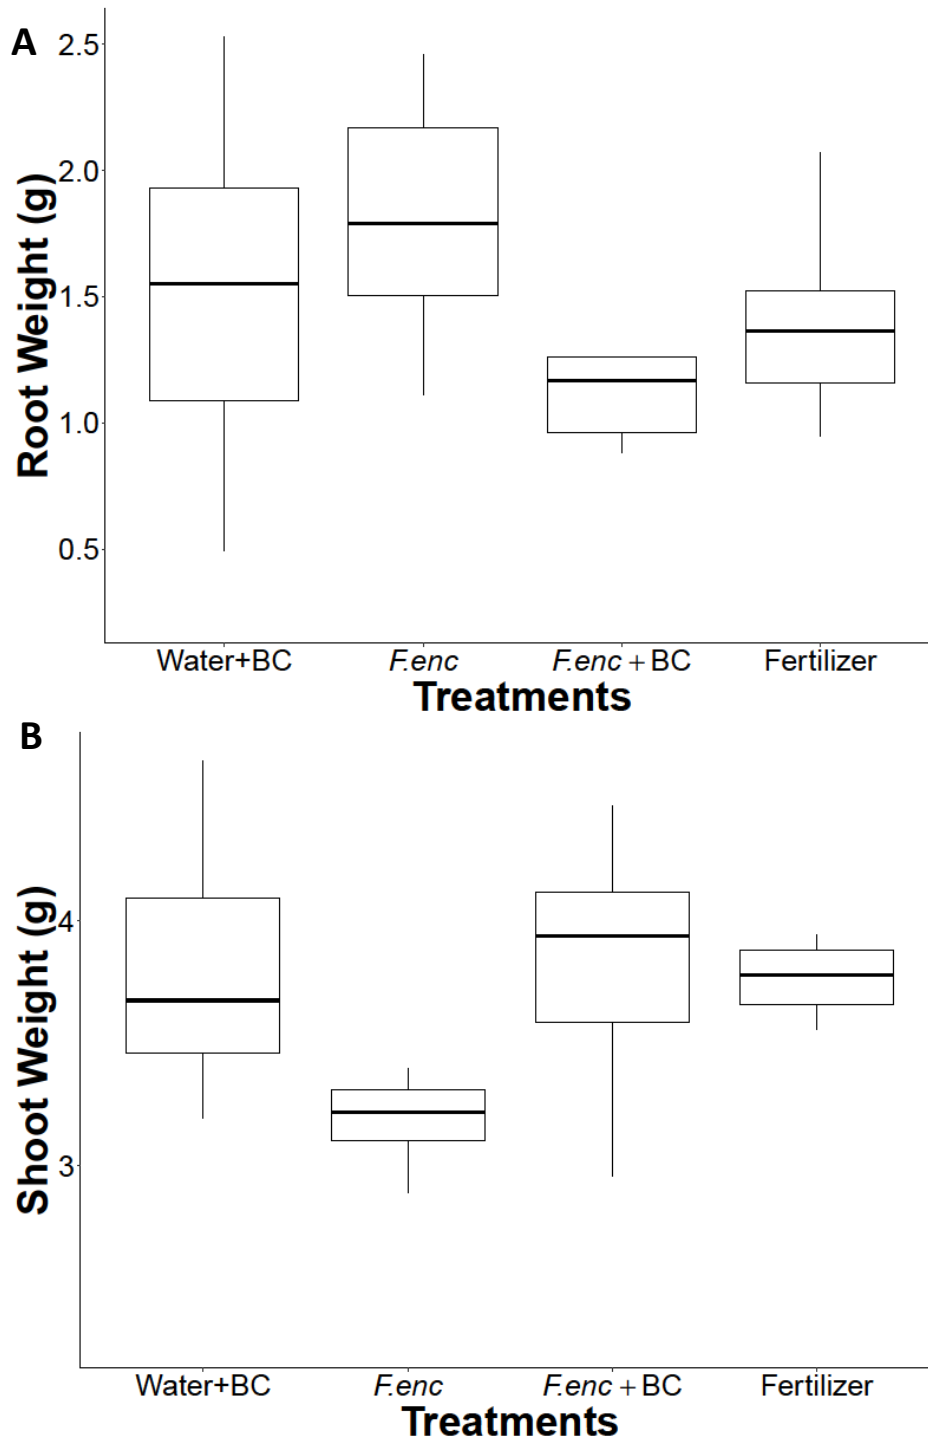 A
2.5
2.0
1.5
1.0
0.5
Root Weight (g)
Water+BC F.enc F.enc + BC Fertilizer
Treatments
B
4
3
Shoot Weight (g)
Water+BC F.enc F.enc + BC Fertilizer
Treatments